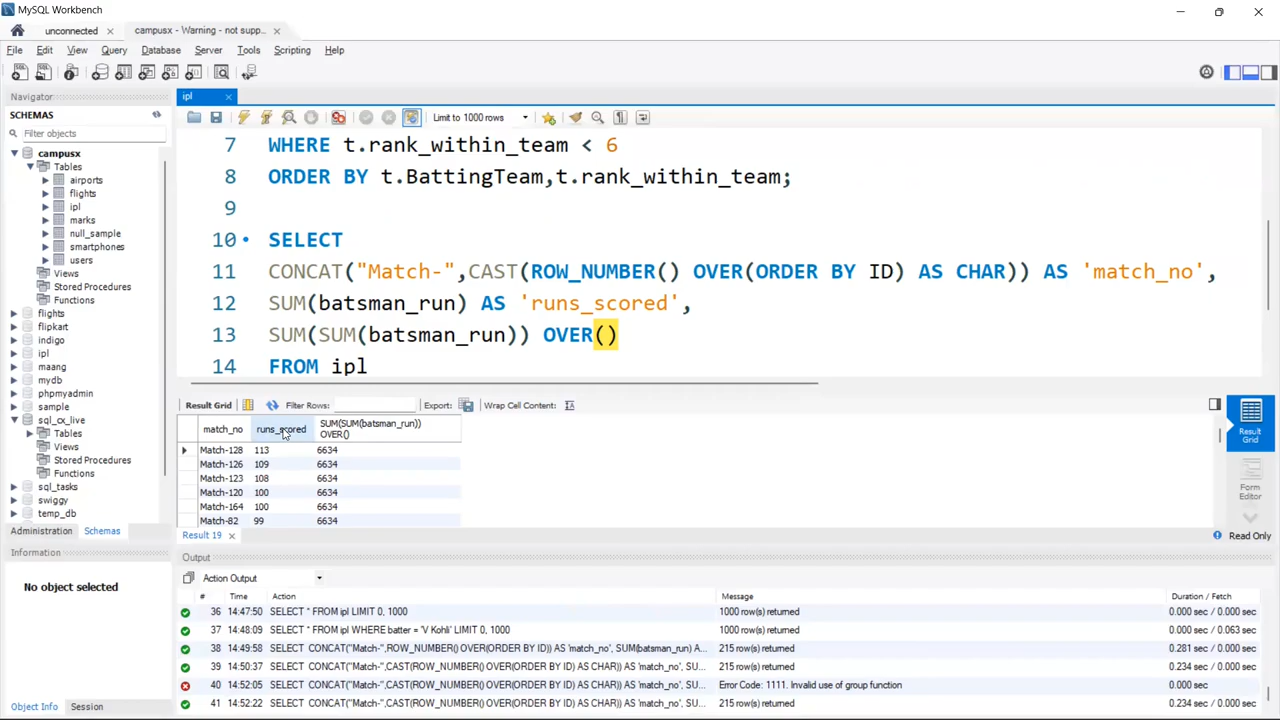 MySQL Workbench
unconnected ×
campusx - Warning - not supp... ×
File Edit View Query Database Server Tools Scripting Help
Navigator
SCHEMAS
Filter objects
campusx
Tables
airports
flights
ipl
marks
null_sample
smartphones
users
Views
Stored Procedures
Functions
flights
flipkart
indigo
ipl
maang
mydb
phpmyadmin
sample
sql_cx_live
Tables
Views
Stored Procedures
Functions
sql_tasks
swiggy
temp_db
Administration Schemas
Information
No object selected
Object Info Session
ipl ×
Limit to 1000 rows
7 WHERE t.rank_within_team < 6
8 ORDER BY t.BattingTeam,t.rank_within_team;
9
10 SELECT
11 CONCAT("Match-",CAST(ROW_NUMBER() OVER(ORDER BY ID) AS CHAR)) AS 'match_no',
12 SUM(batsman_run) AS 'runs_scored',
13 SUM(SUM(batsman_run)) OVER()
14 FROM ipl
Result Grid Filter Rows: Export: Wrap Cell Content:
match_no runs_scored SUM(SUM(batsman_run)) OVER()
Match-128 113 6634
Match-126 109 6634
Match-123 108 6634
Match-120 100 6634
Match-164 100 6634
Match-82 99 6634
Result Grid
Form Editor
Result 19 ×
Read Only
Output
Action Output
# Time Action Message Duration / Fetch
36 14:47:50 SELECT * FROM ipl LIMIT 0, 1000 1000 row(s) returned 0.000 sec / 0.000 sec
37 14:48:09 SELECT * FROM ipl WHERE batter = 'V Kohli' LIMIT 0, 1000 1000 row(s) returned 0.000 sec / 0.063 sec
38 14:49:58 SELECT CONCAT("Match-",ROW_NUMBER() OVER(ORDER BY ID)) AS 'match_no', SUM(batsman_run) A... 215 row(s) returned 0.281 sec / 0.000 sec
39 14:50:37 SELECT CONCAT("Match-",CAST(ROW_NUMBER() OVER(ORDER BY ID) AS CHAR)) AS 'match_no', SU... 215 row(s) returned 0.234 sec / 0.000 sec
40 14:52:05 SELECT CONCAT("Match-",CAST(ROW_NUMBER() OVER(ORDER BY ID) AS CHAR)) AS 'match_no', SU... Error Code: 1111. Invalid use of group function 0.000 sec
41 14:52:22 SELECT CONCAT("Match-",CAST(ROW_NUMBER() OVER(ORDER BY ID) AS CHAR)) AS 'match_no', SU... 215 row(s) returned 0.234 sec / 0.000 sec